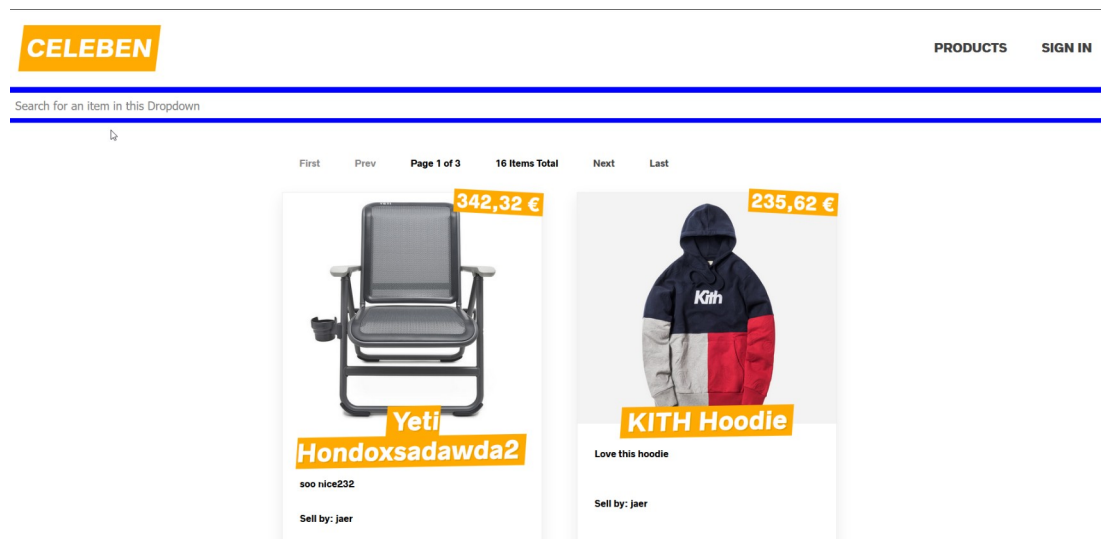 CELEBEN
PRODUCTS SIGN IN
Search for an item in this Dropdown
First Prev Page 1 of 3 16 Items Total Next Last
YETI
342,32 €
Yeti
Hondoxsadawda2
soo nice232
Sell by: jaer
235,62 €
Kith
KITH Hoodie
Love this hoodie
Sell by: jaer